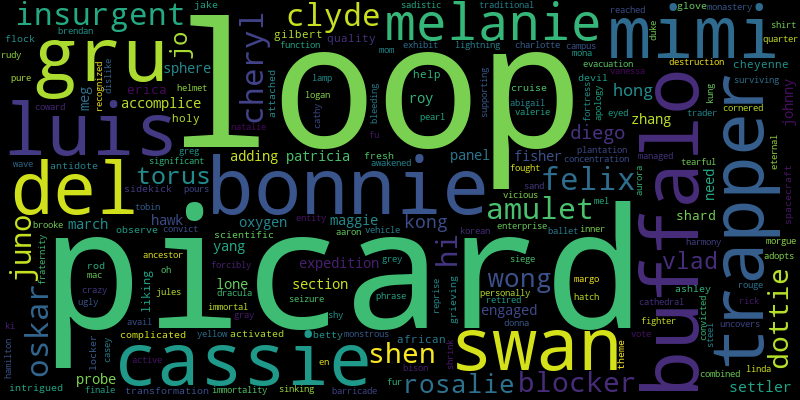 insurgent
loop
gru
clyde
melanie
mimi
jo
cheryl
gilbert
quality
function
exhibit
lightning
charlotte
campus
mona
evacuation
vanessa
destruction
jake
sadistic
traditional
mom
reached
duke
glove
monastery
shirt
quarter
brendan
flock
rudy
pure
recognized
dislike
sphere
helmet
meg
erica
accomplice
holy
coward
luis
natalie
greg
significant
wave
antidote
sidekick
pours
attached
lamp
logan
cathy
bleeding
fu
help
roy
pearl
supporting
cruise
abigail
valerie
devil
fortress
apology
eyed
hong
zhang
diego
plantation
concentration
managed
tearful
cheyenne
surviving
cornered
trader
kung
eternal
johnny
spacecraft
buffalo
trapper
del
bonnie
adding
patricia
fresh
awakened
panel
fisher
fought
vicious
sand
mel
felix
aurora
need
shard
harmony
morgue
adopts
torus
tobin
juno
march
brooke
fraternity
observe
convict
hawk
oxygen
scientific
yang
entity
aaron
maggie
vehicle
kong
hi
korean
enterprise
ballet
inner
amulet
picard
ancestor
oh
rod
mac
crazy
ugly
jules
liking
forcibly
dracula
immortal
gray
lone
expedition
grey
section
seizure
phrase
shy
siege
wong
personally
retired
engaged
donna
grieving
reprise
margo
hatch
vlad
ashley
cathedral
convicted
steel
rick
rouge
uncovers
fighter
vote
dottie
oskar
ki
hamilton
avail
complicated
yellow
activated
betty
monstrous
african
locker
casey
active
cassie
shen
swan
theme
shrink
bison
en
fur
probe
finale
intrigued
transformation
immortality
sinking
barricade
rosalie
blocker
combined
linda
settler